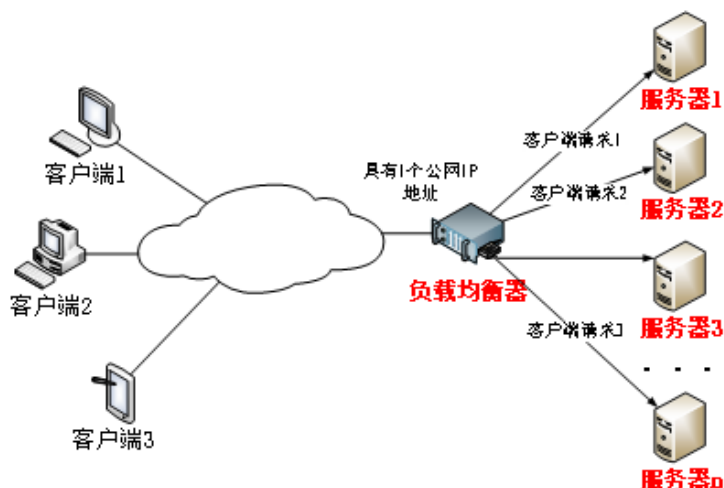 服务器1
客户端请求1
客户端1
具有1个公网IP
地址
客户端请求2
服务器2
负载均衡器
客户端2
服务器3
客户端请求3
. . .
客户端3
服务器n